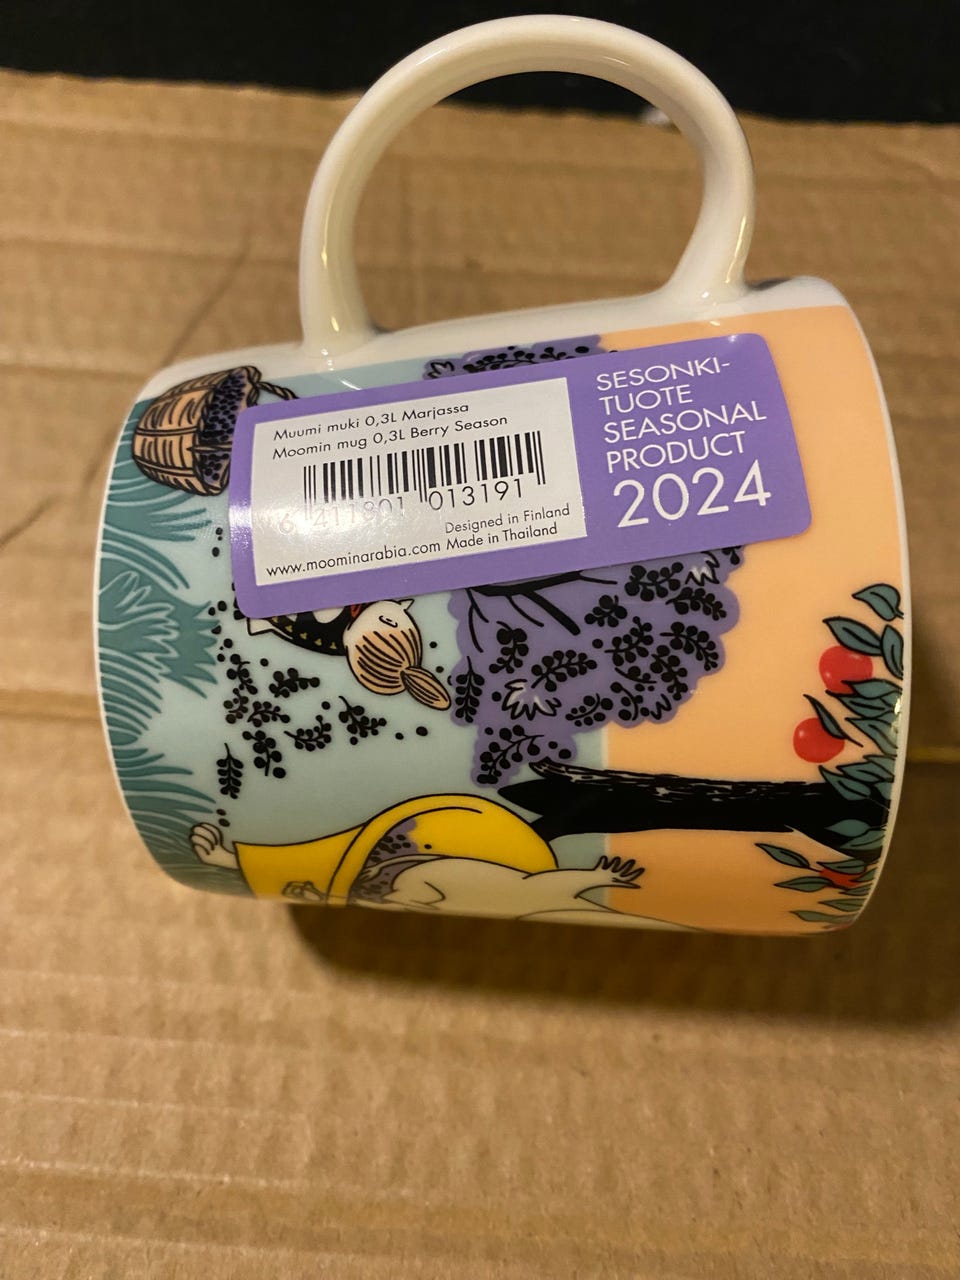 Muumi muki 0,3L Marjassa
Moomin mug 0,3L Berry Season
6 411801 013191
Designed in Finland
www.moominarabia.com Made in Thailand
SESONKI-
TUOTE
SEASONAL
PRODUCT
2024